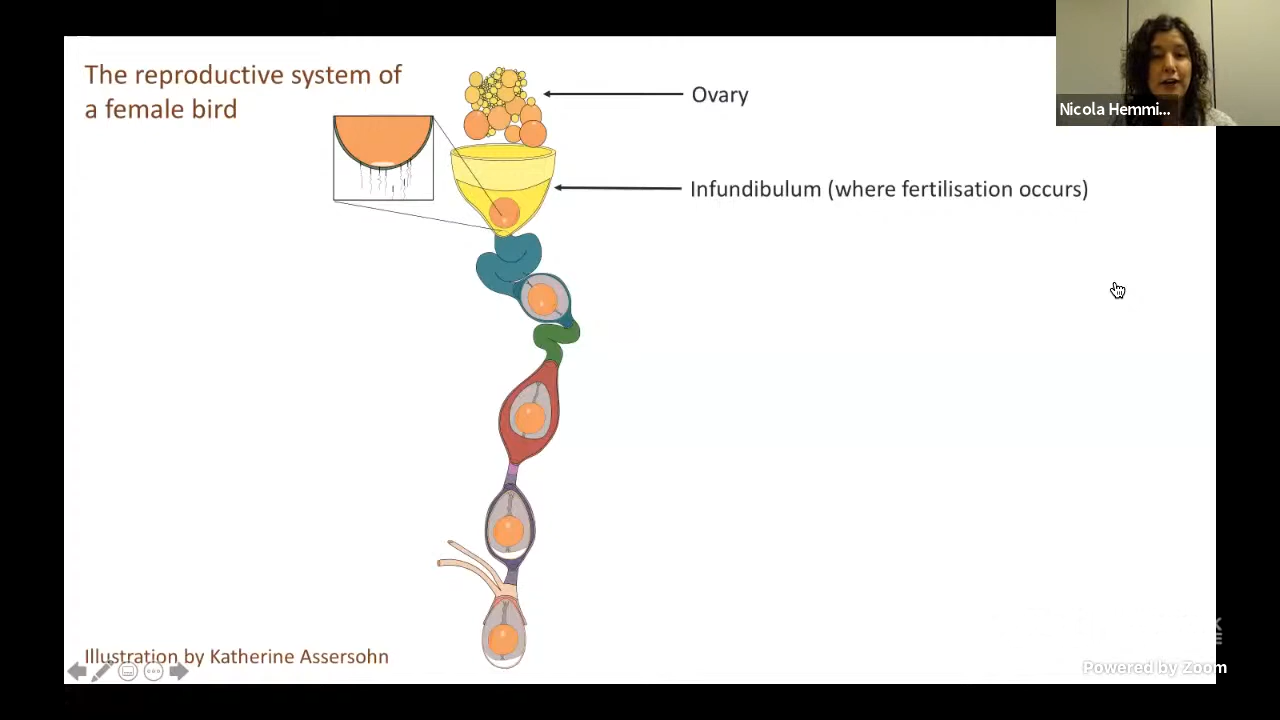 The reproductive system of
a female bird
Ovary
Nicola Hemmi...
Infundibulum (where fertilisation occurs)
Illustration by Katherine Assersohn
Powered by Zoom